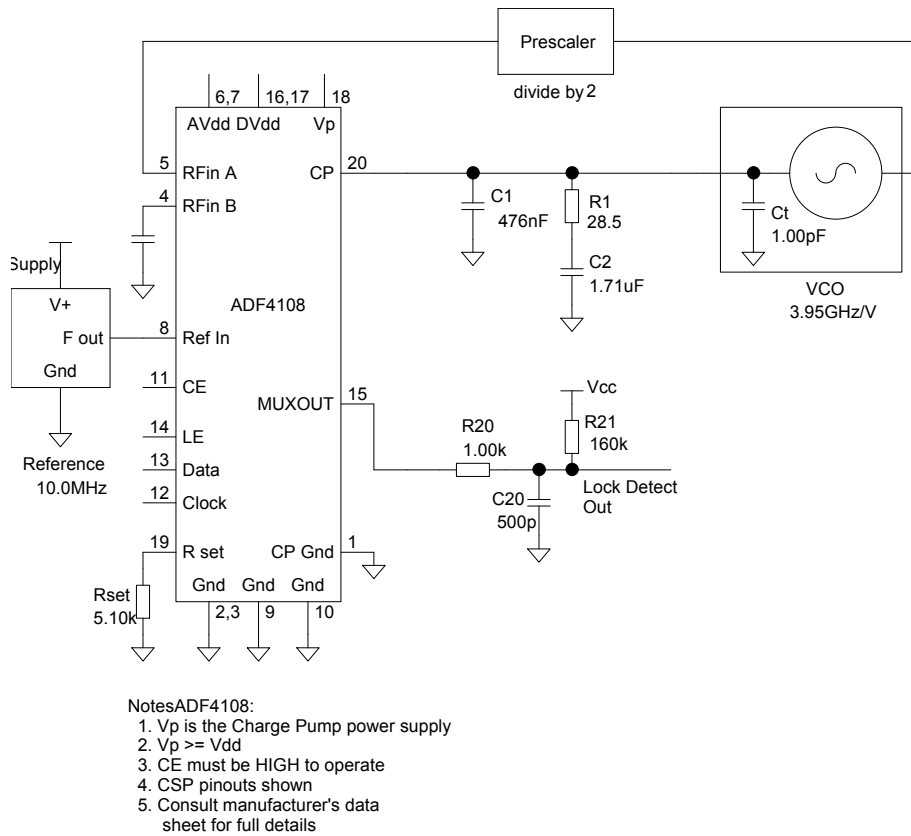 Prescaler
divide by 2
6,7
16,17
18
AVdd
DVdd
Vp
5
RFin A
CP
20
4
RFin B
C1
476nF
R1
28.5
C2
1.71uF
Ct
1.00pF
VCO
3.95GHz/V
Supply
V+
F out
Gnd
Reference
10.0MHz
ADF4108
8
Ref In
11
CE
MUXOUT
15
14
LE
13
Data
12
Clock
R20
1.00k
Vcc
R21
160k
C20
500p
Lock Detect
Out
19
R set
CP Gnd
1
Rset
5.10k
Gnd
Gnd
Gnd
2,3
9
10
NotesADF4108:
1. Vp is the Charge Pump power supply
2. Vp >= Vdd
3. CE must be HIGH to operate
4. CSP pinouts shown
5. Consult manufacturer's data
sheet for full details